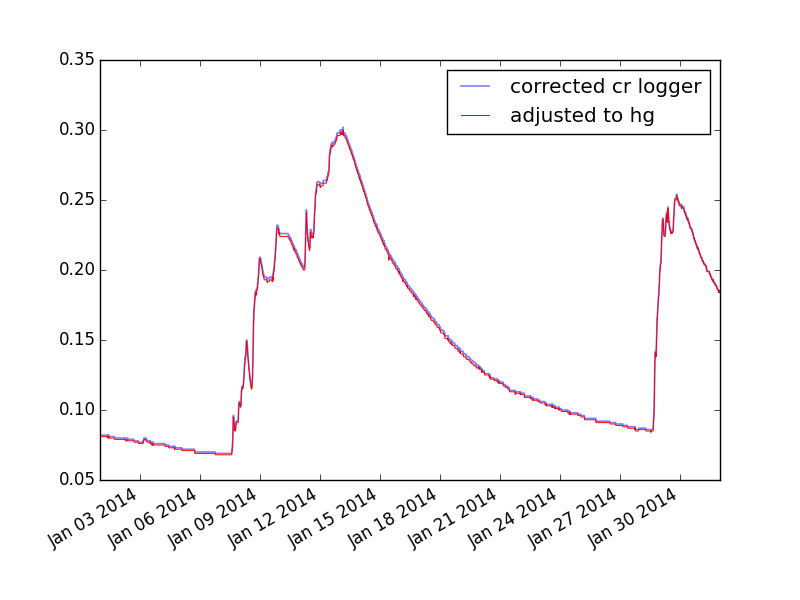 0.35
0.30
0.25
0.20
0.15
0.10
0.05
corrected cr logger
adjusted to hg
Jan 03 2014
Jan 06 2014
Jan 09 2014
Jan 12 2014
Jan 15 2014
Jan 18 2014
Jan 21 2014
Jan 24 2014
Jan 27 2014
Jan 30 2014